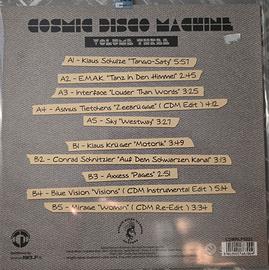 COSMIC DISCO MACHINE
VOLUME THREE
A1 - Klaus Schulze "Tango-Saty" 5:57
A2 - E.M.A.K. "Tanz In Den Himmel" 2:45
A3 - Interface "Louder Than Words" 3:25
A4 - Asmus Tietchens "Zeebrügge" ( CDM Edit ) 4:12
A5 - Sky "Westway" 3:27
B1 - Klaus Krüger "Motorik" 3:49
B2 - Conrad Schnitzler "Auf Dem Schwarzen Kanal" 3:13
B3 - Axxess "Pages" 2:51
B4 - Blue Vision "Visions" ( CDM Instrumental Edit ) 5:14
B5 - Mirage "Woman" ( CDM Re-Edit ) 3:34